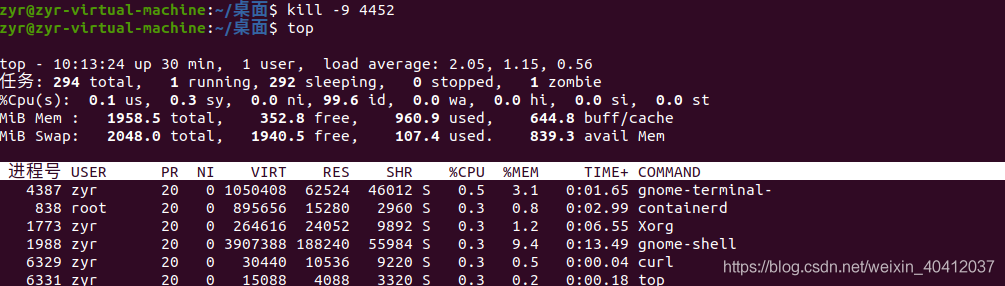 zyr@zyr-virtual-machine:~/桌面$ kill -9 4452
zyr@zyr-virtual-machine:~/桌面$ top
top - 10:13:24 up 30 min,  1 user,  load average: 2.05, 1.15, 0.56
任务: 294 total,   1 running, 292 sleeping,   0 stopped,   1 zombie
%Cpu(s):  0.1 us,  0.3 sy,  0.0 ni, 99.6 id,  0.0 wa,  0.0 hi,  0.0 si,  0.0 st
MiB Mem :   1958.5 total,    352.8 free,    960.9 used,    644.8 buff/cache
MiB Swap:   2048.0 total,   1940.5 free,    107.4 used.    839.3 avail Mem
进程号 USER      PR  NI    VIRT    RES    SHR   %CPU  %MEM     TIME+ COMMAND
4387 zyr       20   0 1050408  62524  46012 S   0.5   3.1   0:01.65 gnome-terminal-
838 root      20   0  895656  15280   2960 S   0.3   0.8   0:02.99 containerd
1773 zyr       20   0  264616  24052   9892 S   0.3   1.2   0:06.55 Xorg
1988 zyr       20   0 3907388 188240  55984 S   0.3   9.4   0:13.49 gnome-shell
6329 zyr       20   0   30440  10536   9220 S   0.3   0.5   0:00.04 curl
6331 zyr       20   0   15088   4088   3320 S   0.3   0.2   0:00.18 top
https://blog.csdn.net/weixin_40412037